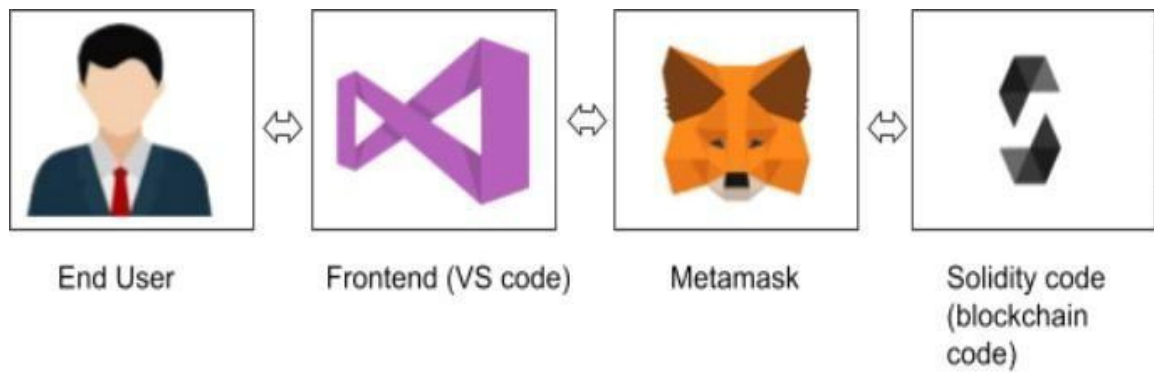 End User
Frontend (VS code)
Metamask
Solidity code
(blockchain
code)